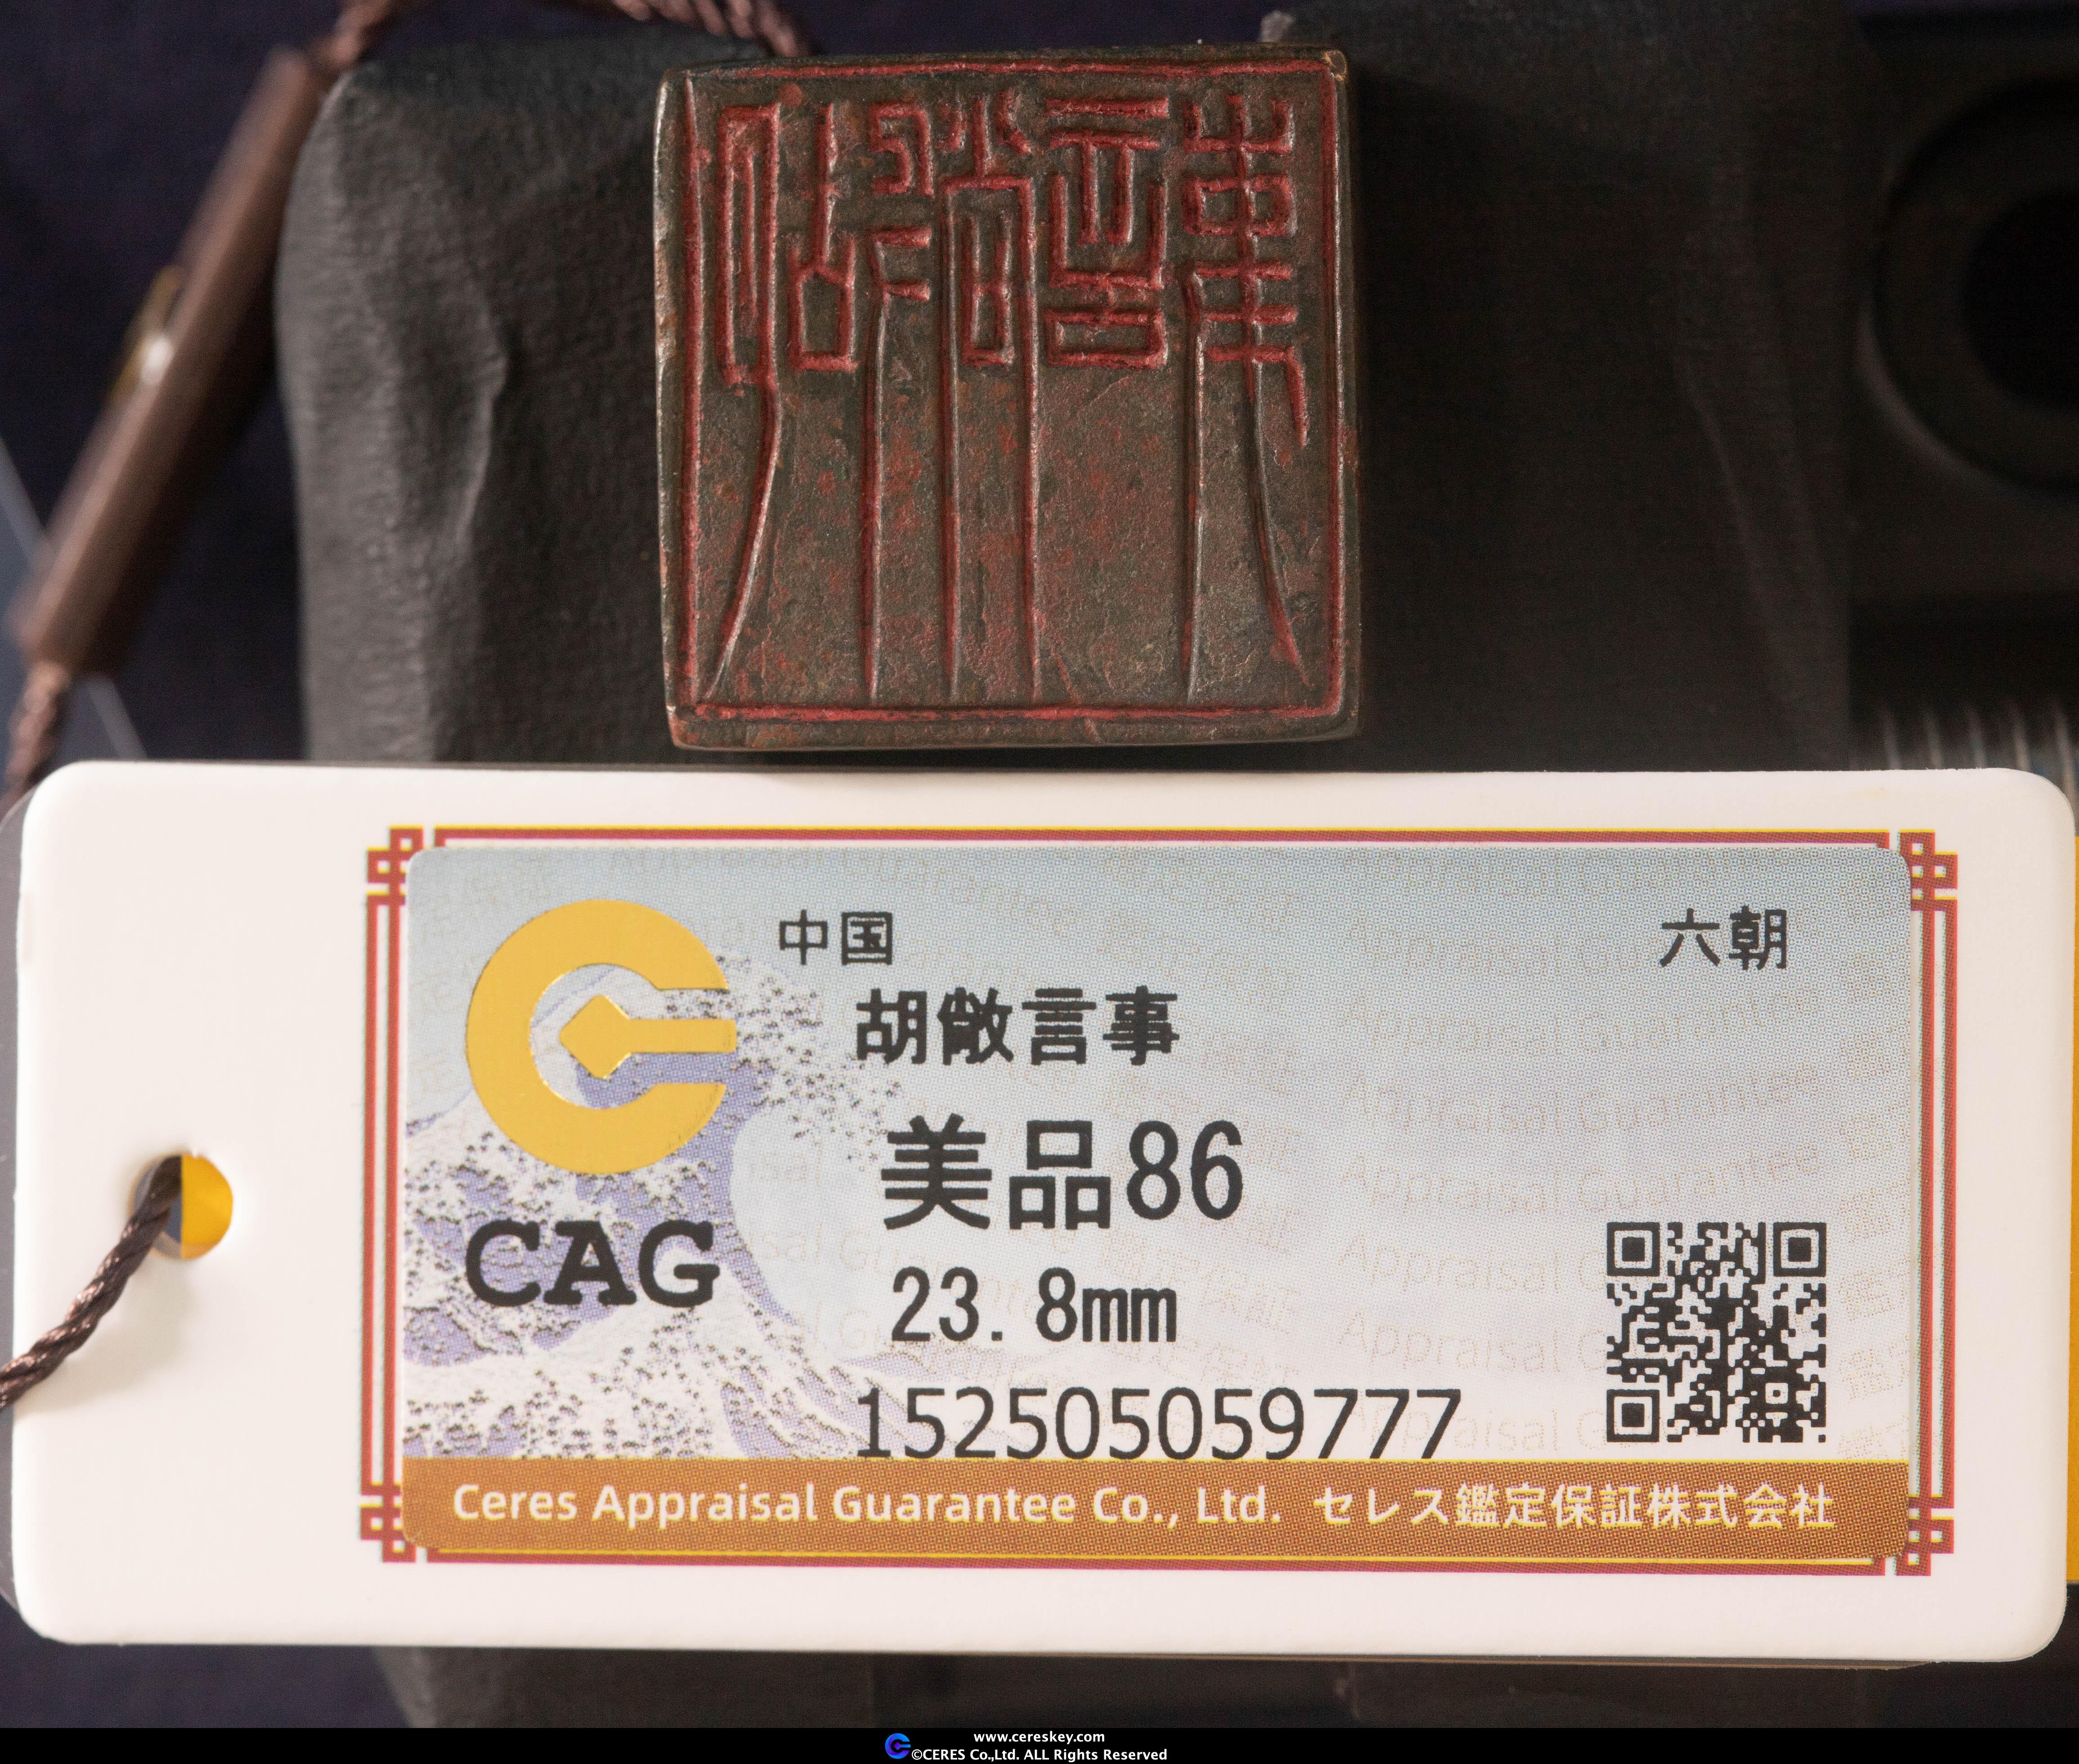 中国 六朝
胡敞言事
美品86
CAG
23.8mm
152505059777
Ceres Appraisal Guarantee Co., Ltd. セレス鑑定保証株式会社
www.cereskey.com
©CERES Co.,Ltd. ALL Rights Reserved